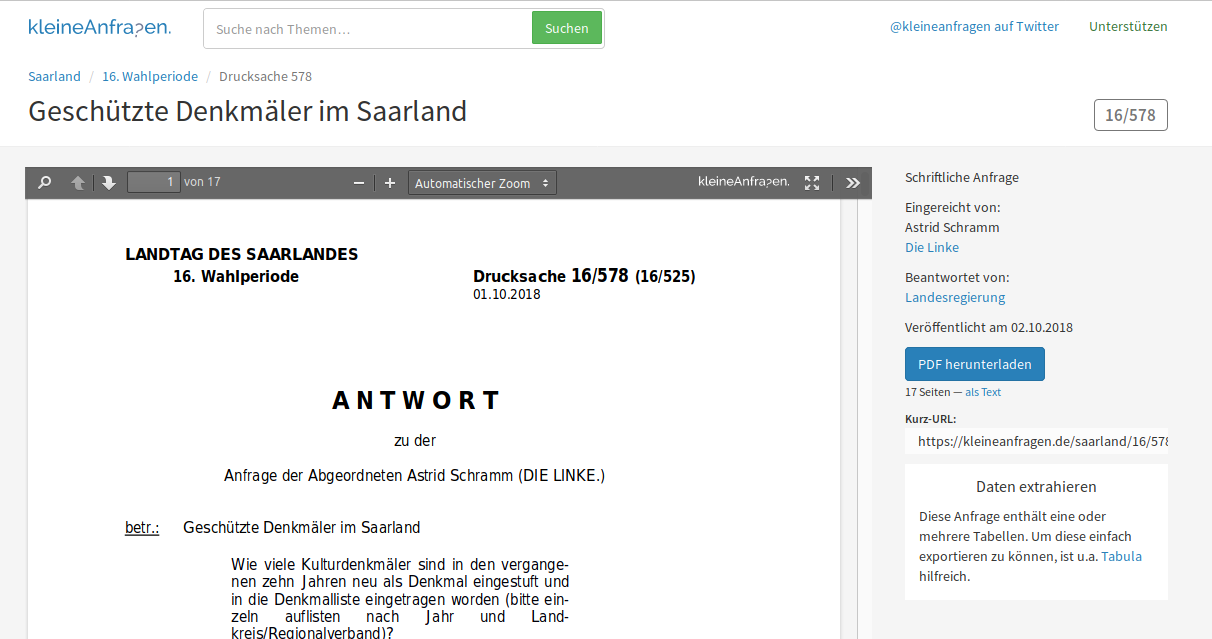 kleineAnfragen.
Suche nach Themen…
Suchen
@kleineanfragen auf Twitter
Unterstützen
Saarland / 16. Wahlperiode / Drucksache 578
Geschützte Denkmäler im Saarland
16/578
1 von 17
Automatischer Zoom
kleineAnfragen.
LANDTAG DES SAARLANDES
16. Wahlperiode
Drucksache 16/578 (16/525)
01.10.2018
A N T W O R T
zu der
Anfrage der Abgeordneten Astrid Schramm (DIE LINKE.)
betr.: Geschützte Denkmäler im Saarland
Wie viele Kulturdenkmäler sind in den vergange-
nen zehn Jahren neu als Denkmal eingestuft und
in die Denkmalliste eingetragen worden (bitte ein-
zeln auflisten nach Jahr und Land-
kreis/Regionalverband)?
Schriftliche Anfrage
Eingereicht von:
Astrid Schramm
Die Linke
Beantwortet von:
Landesregierung
Veröffentlicht am 02.10.2018
PDF herunterladen
17 Seiten — als Text
Kurz-URL:
https://kleineanfragen.de/saarland/16/578
Daten extrahieren
Diese Anfrage enthält eine oder
mehrere Tabellen. Um diese einfach
exportieren zu können, ist u.a. Tabula
hilfreich.